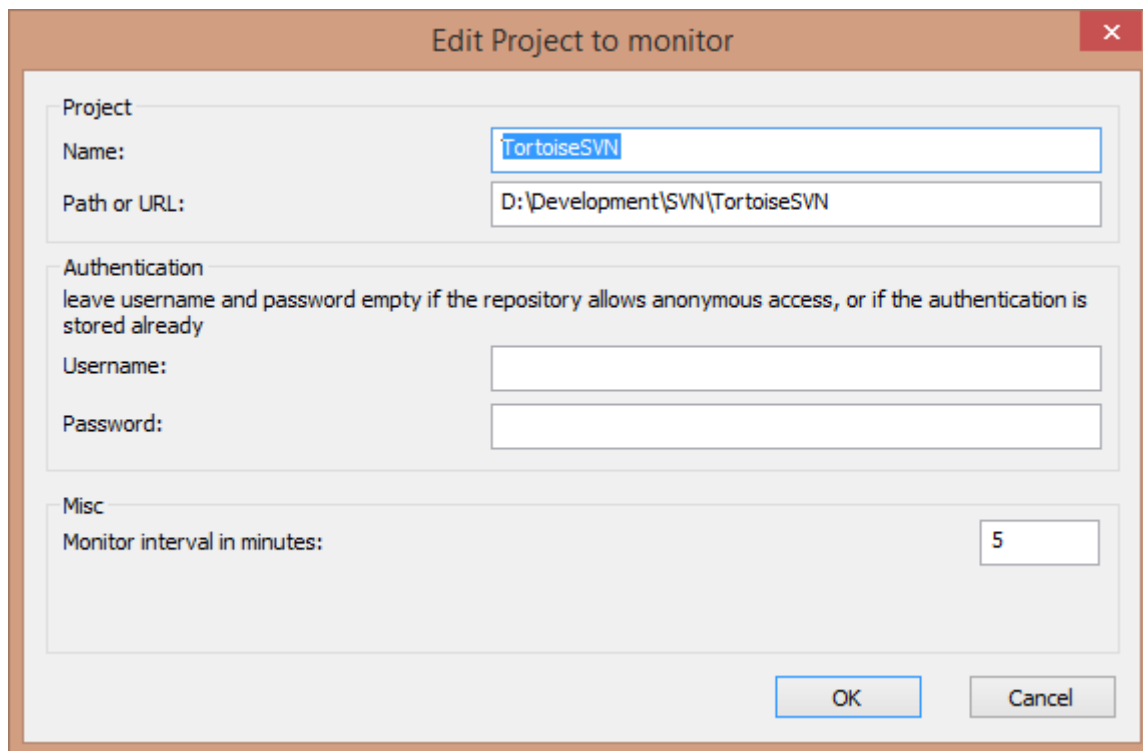 Edit Project to monitor
Project
Name:
TortoiseSVN
Path or URL:
D:\Development\SVN\TortoiseSVN
Authentication
leave username and password empty if the repository allows anonymous access, or if the authentication is
stored already
Username:
Password:
Misc
Monitor interval in minutes:
5
OK
Cancel